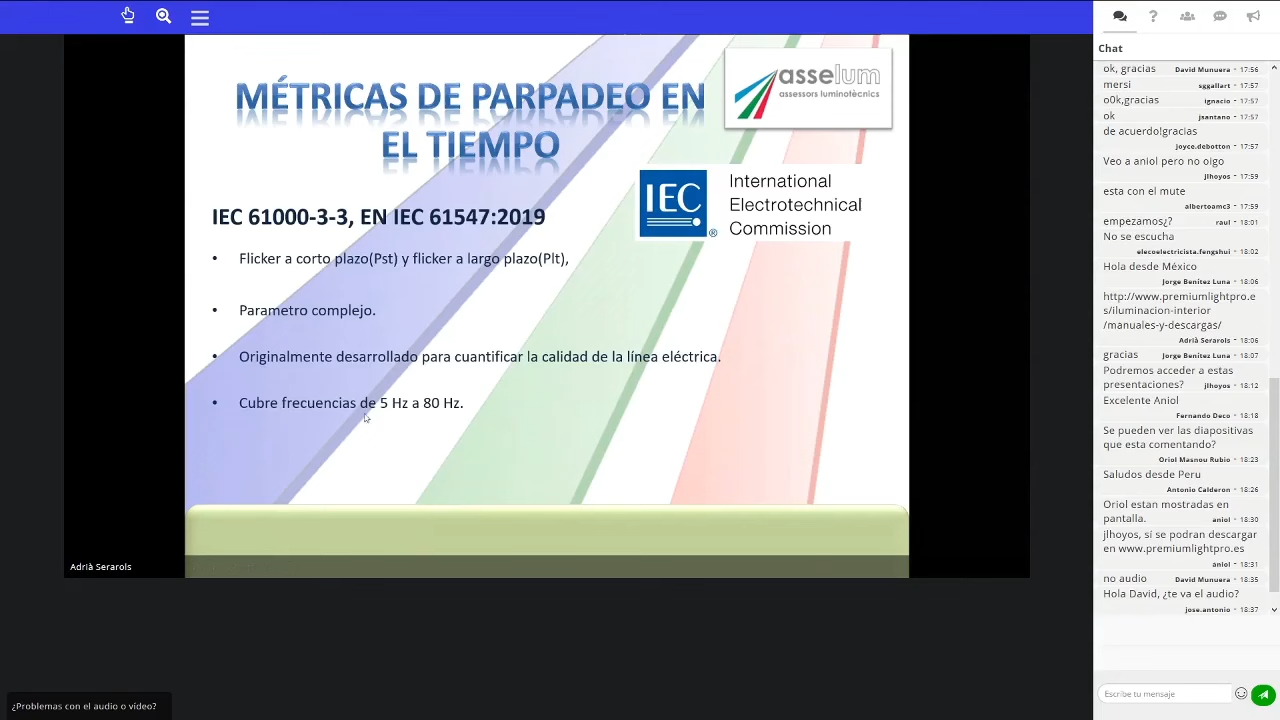 MÉTRICAS DE PARPADEO EN
EL TIEMPO
asselum
assessors luminotècnics
IEC
®
International
Electrotechnical
Commission
IEC 61000-3-3, EN IEC 61547:2019
• Flicker a corto plazo(Pst) y flicker a largo plazo(Plt),
• Parametro complejo.
• Originalmente desarrollado para cuantificar la calidad de la línea eléctrica.
• Cubre frecuencias de 5 Hz a 80 Hz.
Adrià Serarols
¿Problemas con el audio o vídeo?
Chat
ok, gracias David Munuera • 17:56
mersi sggallart • 17:57
o0k,gracias ignacio • 17:57
ok jsantano • 17:57
de acuerdo!gracias
joyce.debotton • 17:57
Veo a aniol pero no oigo
jlhoyos • 17:59
esta con el mute
albertoamc3 • 17:59
empezamos¿? raul • 18:01
No se escucha
elecoelectricista.fengshui • 18:02
Hola desde México
Jorge Benítez Luna • 18:06
http://www.premiumlightpro.e
s/iluminacion-interior
/manuales-y-descargas/
Adrià Serarols • 18:06
gracias Jorge Benítez Luna • 18:07
Podremos acceder a estas
presentaciones? jlhoyos • 18:12
Excelente Aniol
Fernando Deco • 18:18
Se pueden ver las diapositivas
que esta comentando?
Oriol Masnou Rubio • 18:23
Saludos desde Peru
Antonio Calderon • 18:26
Oriol estan mostradas en
pantalla. aniol • 18:30
jlhoyos, sí se podran descargar
en www.premiumlightpro.es
aniol • 18:31
no audio David Munuera • 18:35
Hola David, ¿te va el audio?
jose.antonio • 18:37
Escribe tu mensaje